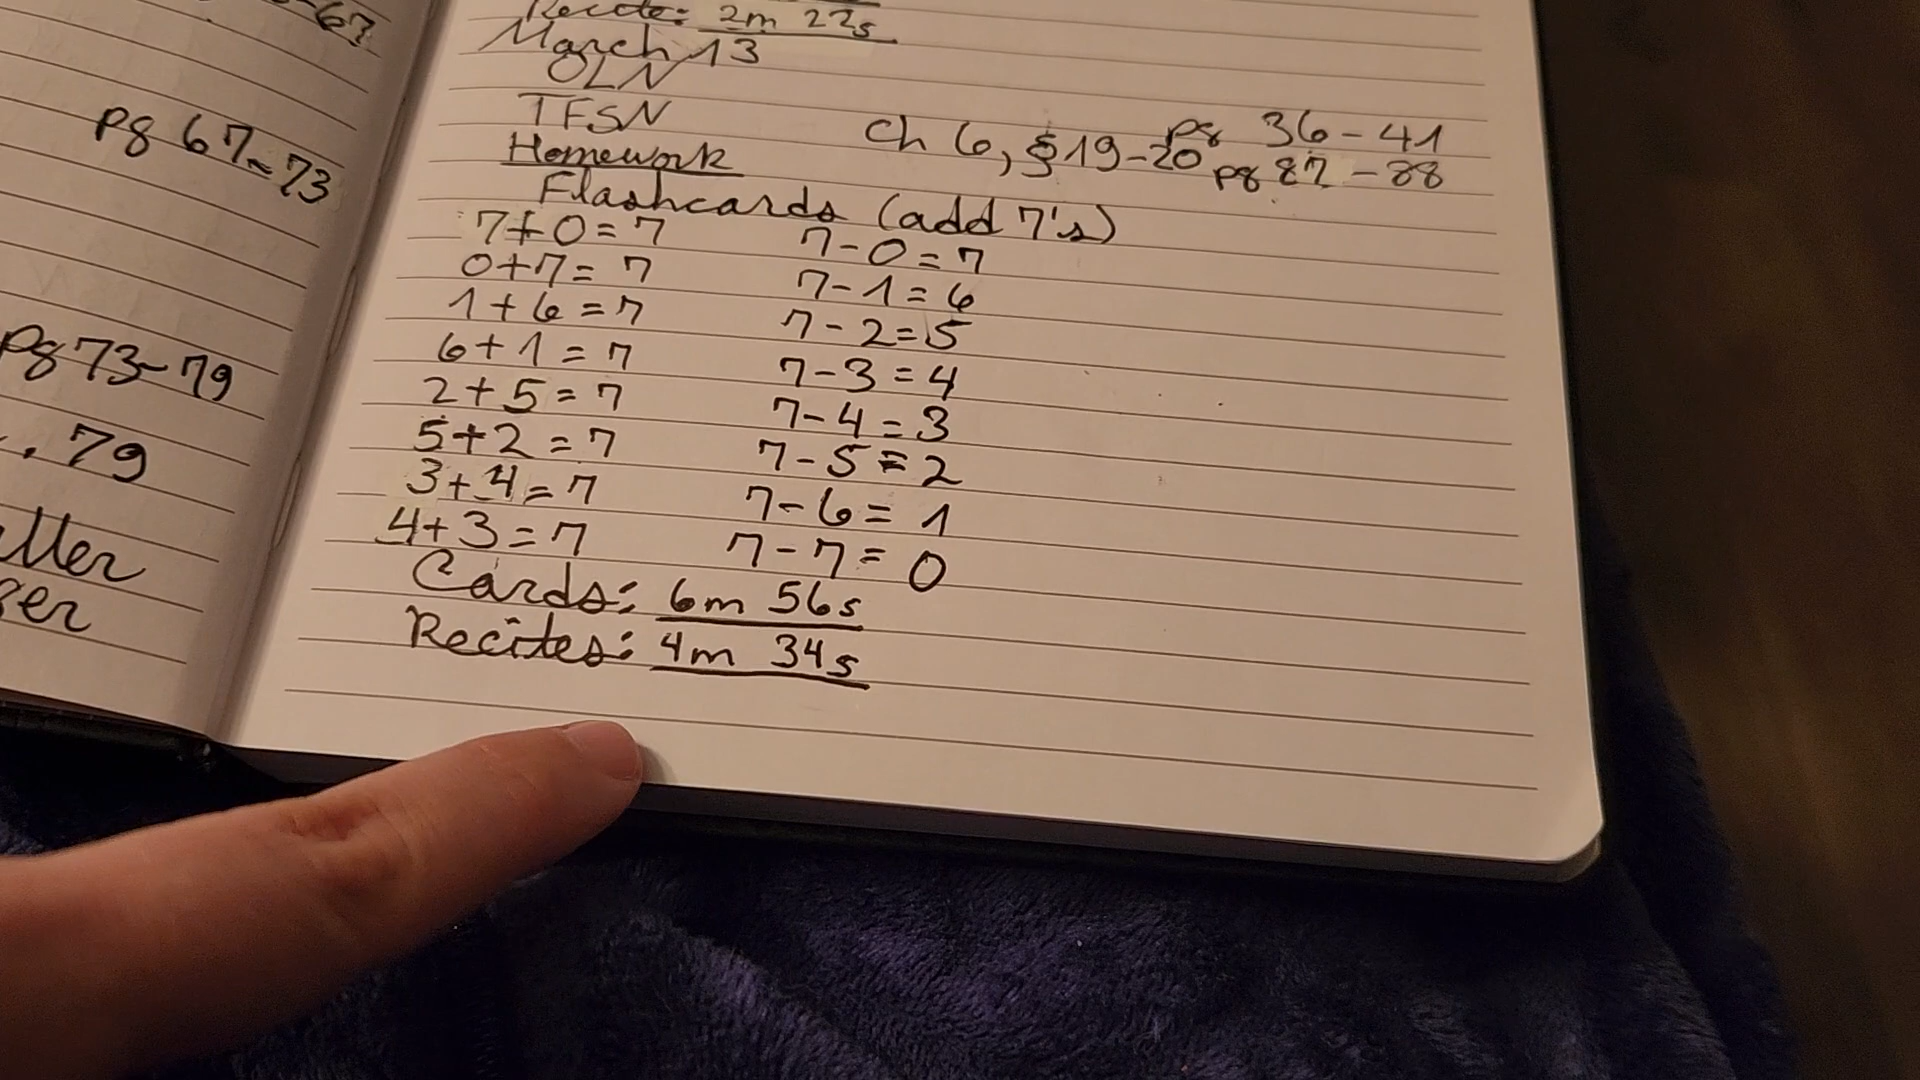 -67
pg 67-73
pg 73-79
. 79
Recite: 2m 22s
March 13
OLN pg 36-41
TFSN Ch 6, §19-20 pg 87-88
Homework
Flashcards (add 7's)
7+0=7 7-0=7
0+7=7 7-1=6
1+6=7 7-2=5
6+1=7 7-3=4
2+5=7 7-4=3
5+2=7 7-5=2
3+4=7 7-6=1
4+3=7 7-7=0
Cards: 6m 56s
Recites: 4m 34s